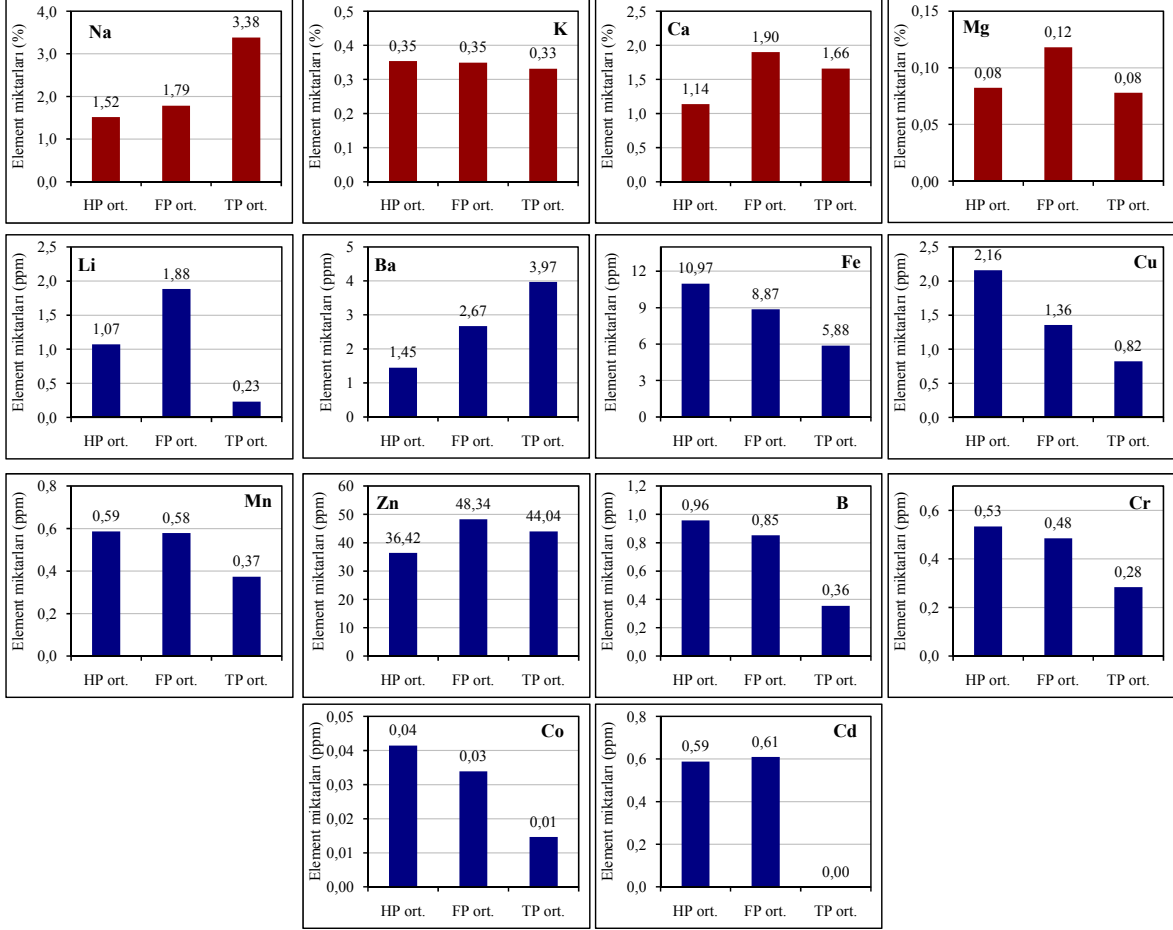 Na
Element miktarları (%)
4,0
3,0
2,0
1,0
0,0
1,52
1,79
3,38
HP ort. FP ort. TP ort.
K
Element miktarları (%)
0,5
0,4
0,3
0,2
0,1
0,0
0,35
0,35
0,33
HP ort. FP ort. TP ort.
Ca
Element miktarları (%)
2,5
2,0
1,5
1,0
0,5
0,0
1,14
1,90
1,66
HP ort. FP ort. TP ort.
Mg
Element miktarları (%)
0,15
0,10
0,05
0,00
0,08
0,12
0,08
HP ort. FP ort. TP ort.
Li
Element miktarları (ppm)
2,5
2,0
1,5
1,0
0,5
0,0
1,07
1,88
0,23
HP ort. FP ort. TP ort.
Ba
Element miktarları (ppm)
5
4
3
2
1
0
1,45
2,67
3,97
HP ort. FP ort. TP ort.
Fe
Element miktarları (ppm)
12
9
6
3
0
10,97
8,87
5,88
HP ort. FP ort. TP ort.
Cu
Element miktarları (ppm)
2,5
2,0
1,5
1,0
0,5
0,0
2,16
1,36
0,82
HP ort. FP ort. TP ort.
Mn
Element miktarları (ppm)
0,8
0,6
0,4
0,2
0,0
0,59
0,58
0,37
HP ort. FP ort. TP ort.
Zn
Element miktarları (ppm)
60
50
40
30
20
10
0
36,42
48,34
44,04
HP ort. FP ort. TP ort.
B
Element miktarları (ppm)
1,2
1,0
0,8
0,6
0,4
0,2
0,0
0,96
0,85
0,36
HP ort. FP ort. TP ort.
Cr
Element miktarları (ppm)
0,6
0,4
0,2
0,0
0,53
0,48
0,28
HP ort. FP ort. TP ort.
Co
Element miktarları (ppm)
0,05
0,04
0,03
0,02
0,01
0,00
0,04
0,03
0,01
HP ort. FP ort. TP ort.
Cd
Element miktarları (ppm)
0,8
0,6
0,4
0,2
0,0
0,59
0,61
0,00
HP ort. FP ort. TP ort.